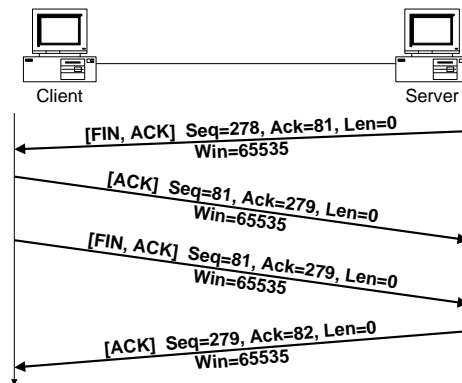 Client
Server
[FIN, ACK] Seq=278, Ack=81, Len=0
Win=65535
[ACK] Seq=81, Ack=279, Len=0
Win=65535
[FIN, ACK] Seq=81, Ack=279, Len=0
Win=65535
[ACK] Seq=279, Ack=82, Len=0
Win=65535